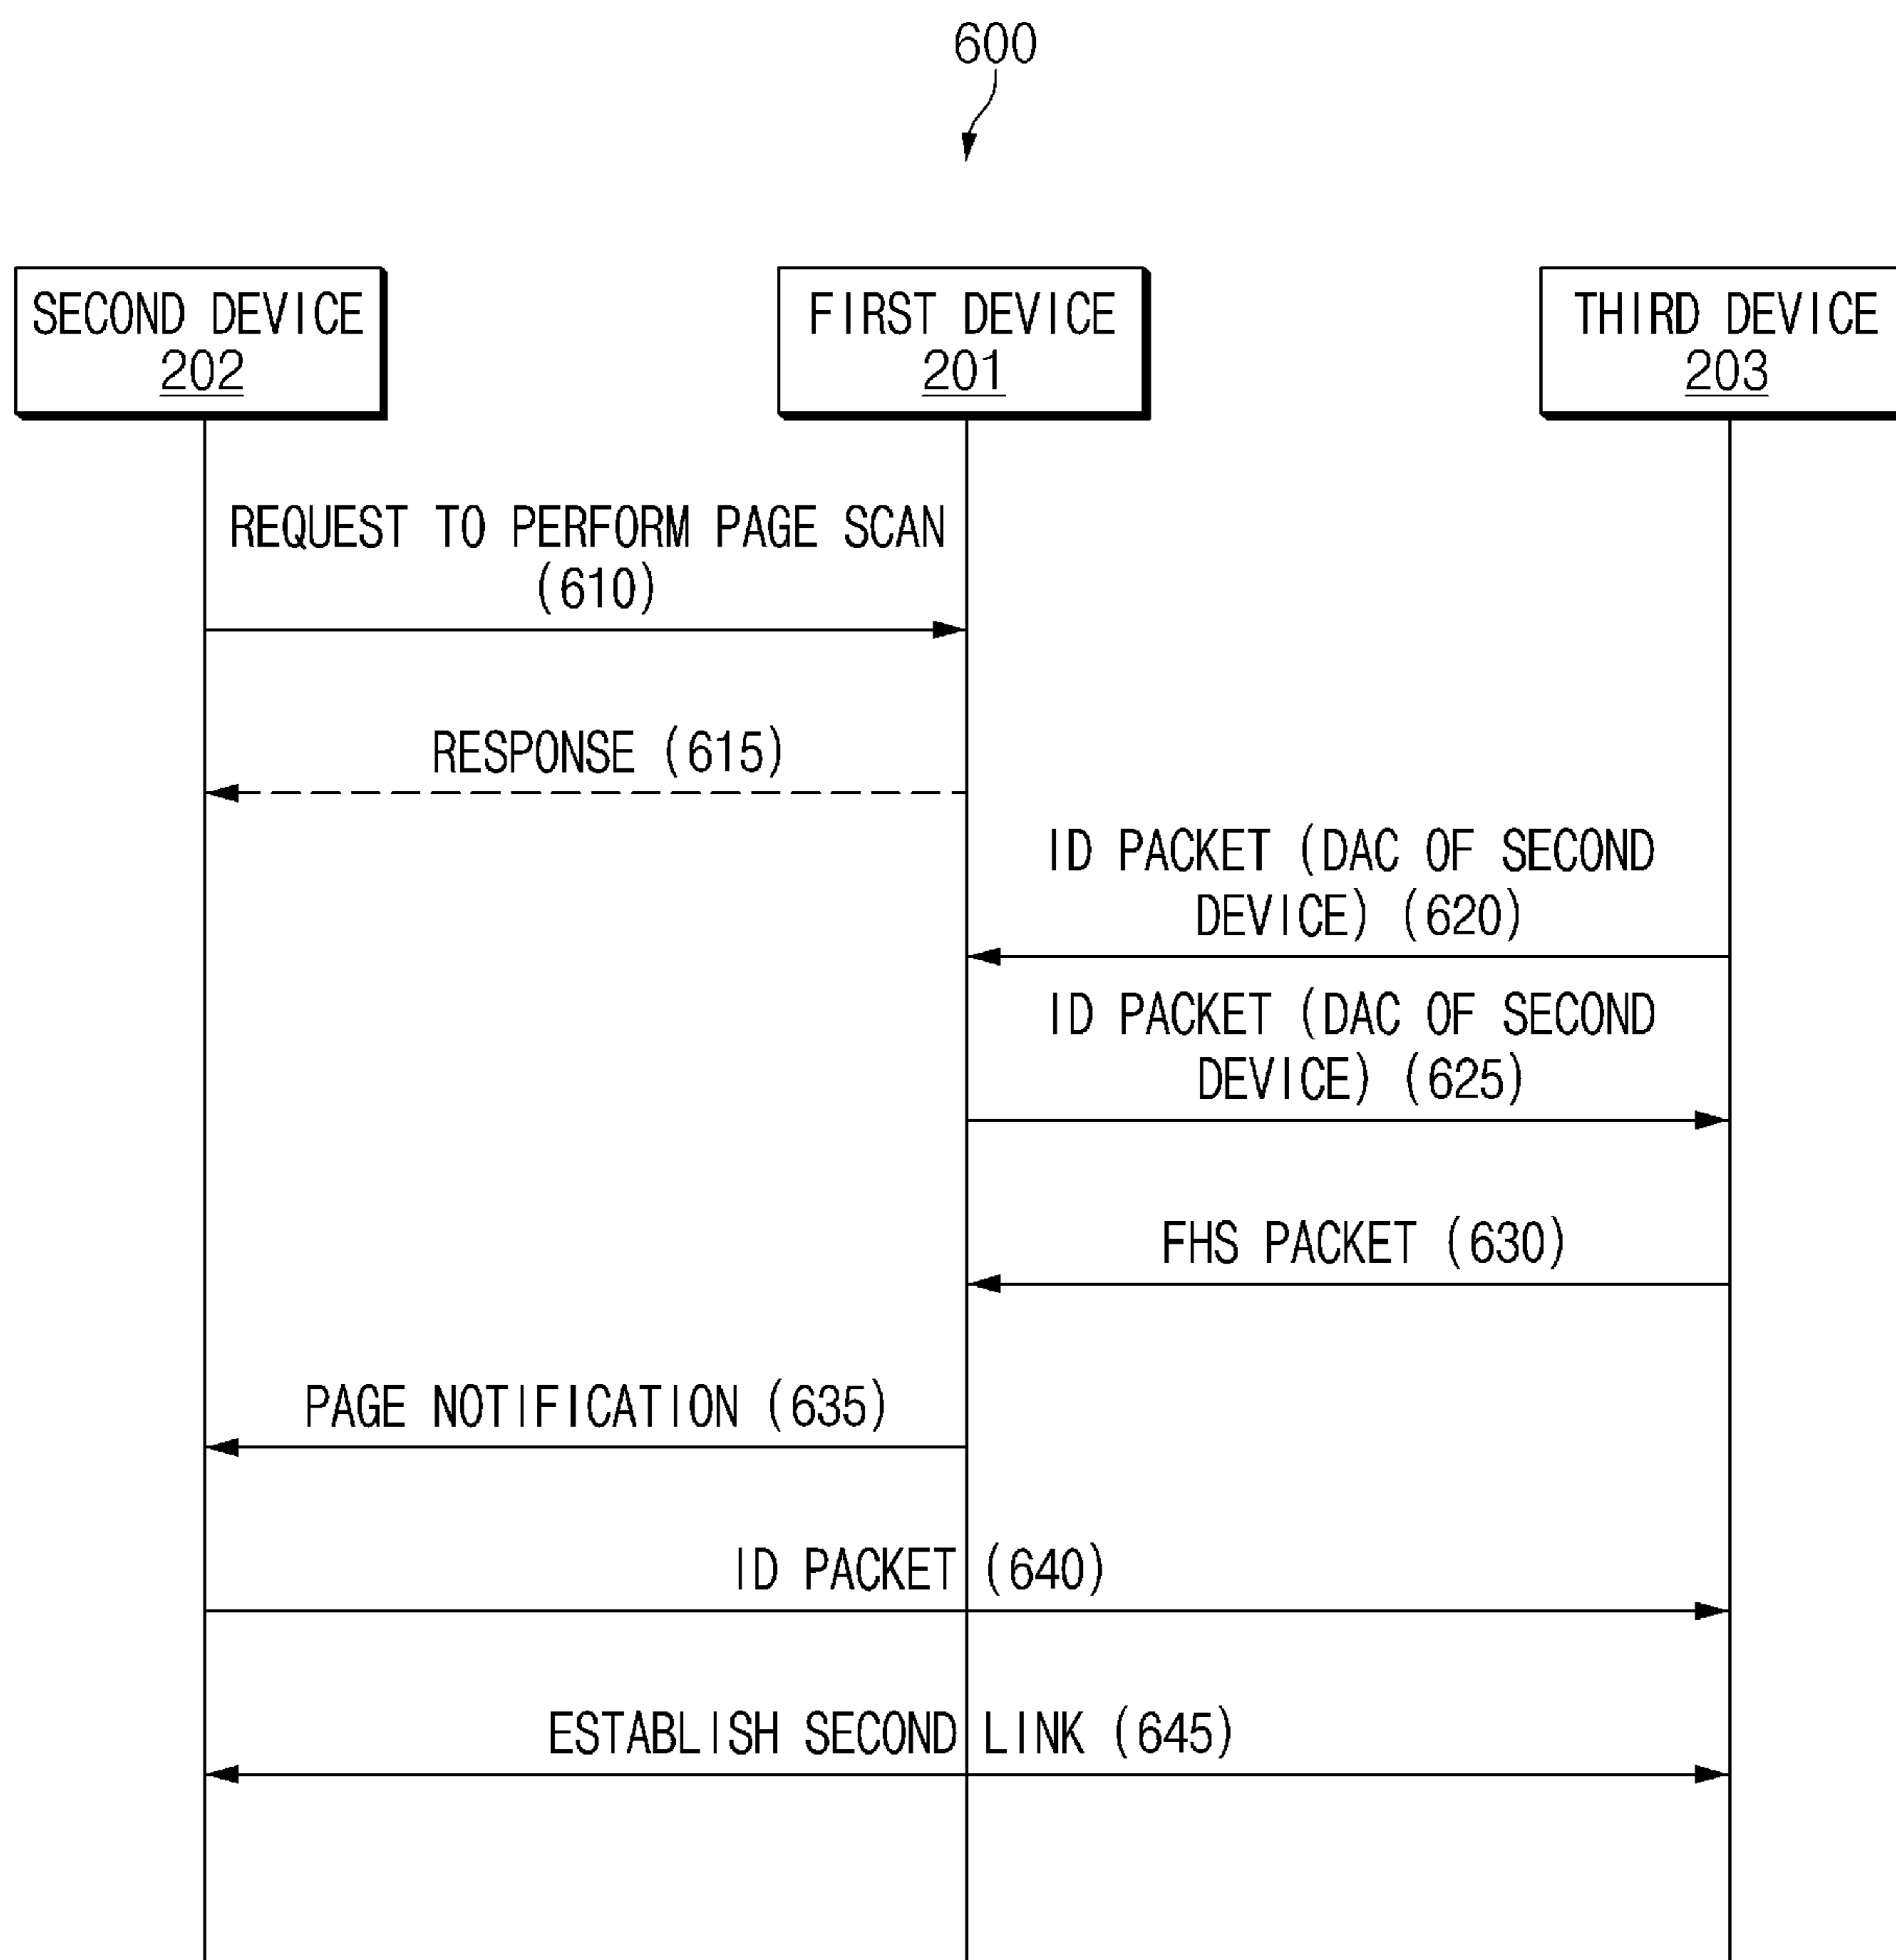 600
SECOND DEVICE
202
FIRST DEVICE
201
THIRD DEVICE
203
REQUEST TO PERFORM PAGE SCAN
(610)
RESPONSE (615)
ID PACKET (DAC OF SECOND
DEVICE) (620)
ID PACKET (DAC OF SECOND
DEVICE) (625)
FHS PACKET (630)
PAGE NOTIFICATION (635)
ID PACKET (640)
ESTABLISH SECOND LINK (645)